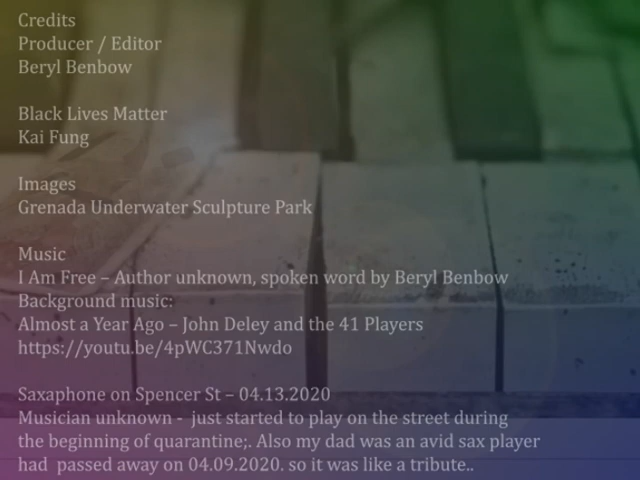 Credits
Producer / Editor
Beryl Benbow
Black Lives Matter
Kai Fung
Images
Grenada Underwater Sculpture Park
Music
I Am Free – Author unknown, spoken word by Beryl Benbow
Background music:
Almost a Year Ago – John Deley and the 41 Players
https://youtu.be/4pWC371Nwdo
Saxaphone on Spencer St – 04.13.2020
Musician unknown -  just started to play on the street during
the beginning of quarantine;. Also my dad was an avid sax player
had  passed away on 04.09.2020. so it was like a tribute..